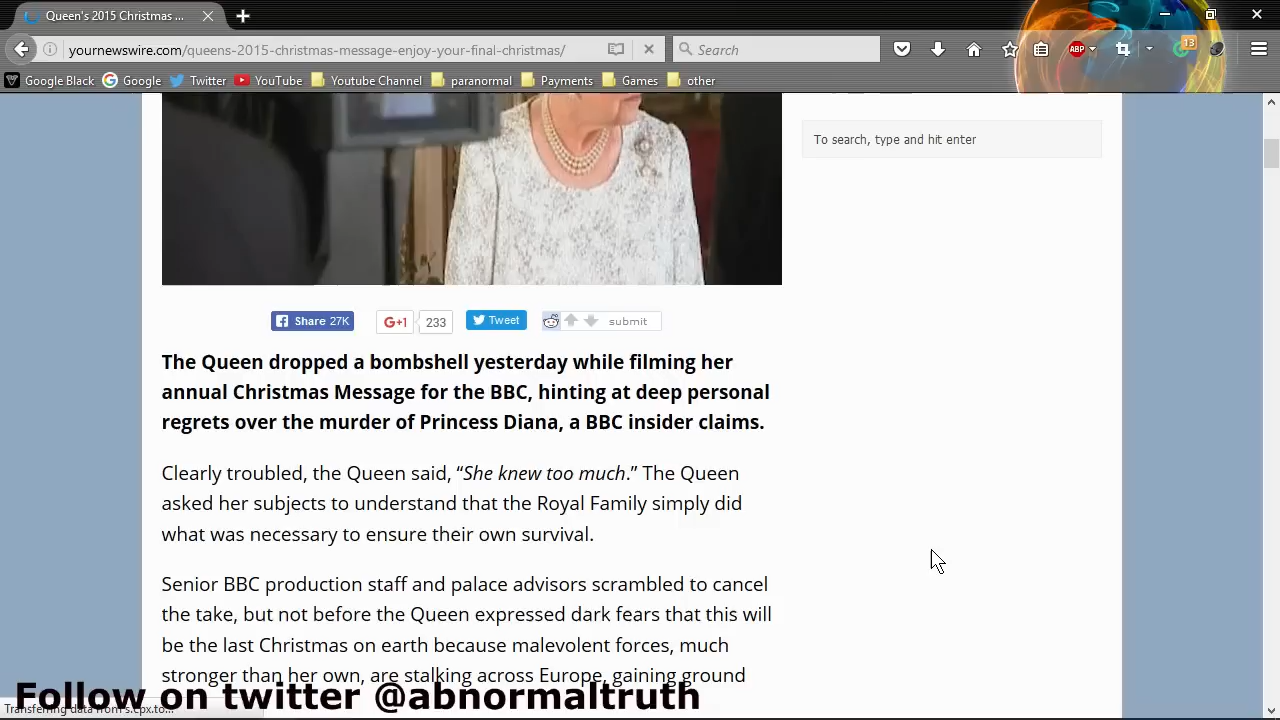 Queen's 2015 Christmas ...
yournewswire.com/queens-2015-christmas-message-enjoy-your-final-christmas/
Search
ABP
13
Google Black
Google
Twitter
YouTube
Youtube Channel
paranormal
Payments
Games
other
To search, type and hit enter
Share 27K
G+1
233
Tweet
submit
The Queen dropped a bombshell yesterday while filming her
annual Christmas Message for the BBC, hinting at deep personal
regrets over the murder of Princess Diana, a BBC insider claims.
Clearly troubled, the Queen said, “She knew too much.” The Queen
asked her subjects to understand that the Royal Family simply did
what was necessary to ensure their own survival.
Senior BBC production staff and palace advisors scrambled to cancel
the take, but not before the Queen expressed dark fears that this will
be the last Christmas on earth because malevolent forces, much
stronger than her own, are stalking across Europe, gaining ground
Follow on twitter @abnormaltruth
Transferring data from s.cpx.to...